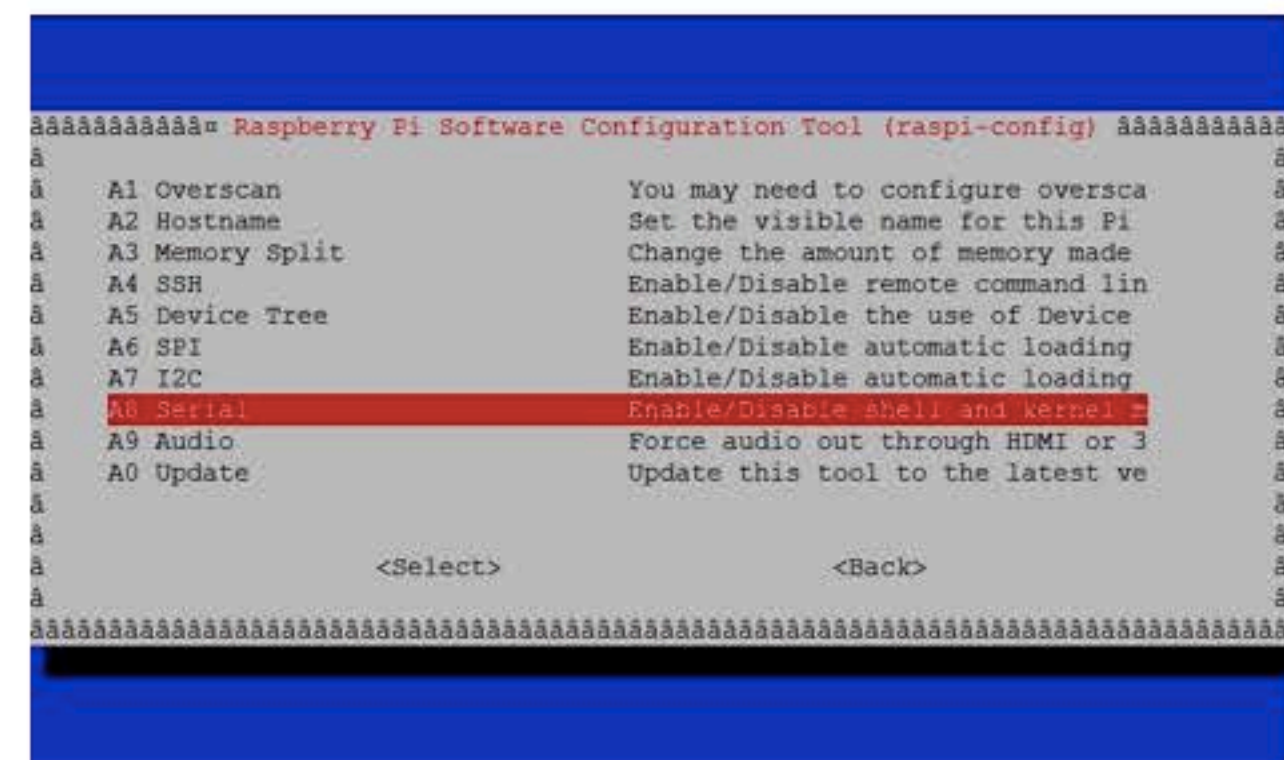 ââââââââââââ¤ Raspberry Pi Software Configuration Tool (raspi-config) âââââââââââ
â â
â A1 Overscan You may need to configure oversca â
â A2 Hostname Set the visible name for this Pi â
â A3 Memory Split Change the amount of memory made â
â A4 SSH Enable/Disable remote command lin â
â A5 Device Tree Enable/Disable the use of Device â
â A6 SPI Enable/Disable automatic loading â
â A7 I2C Enable/Disable automatic loading â
â A8 Serial Enable/Disable shell and kernel m â
â A9 Audio Force audio out through HDMI or 3 â
â A0 Update Update this tool to the latest ve â
â â
â â
â <Select> <Back> â
â â
ââââââââââââââââââââââââââââââââââââââââââââââââââââââââââââââââââââââââââââââââ